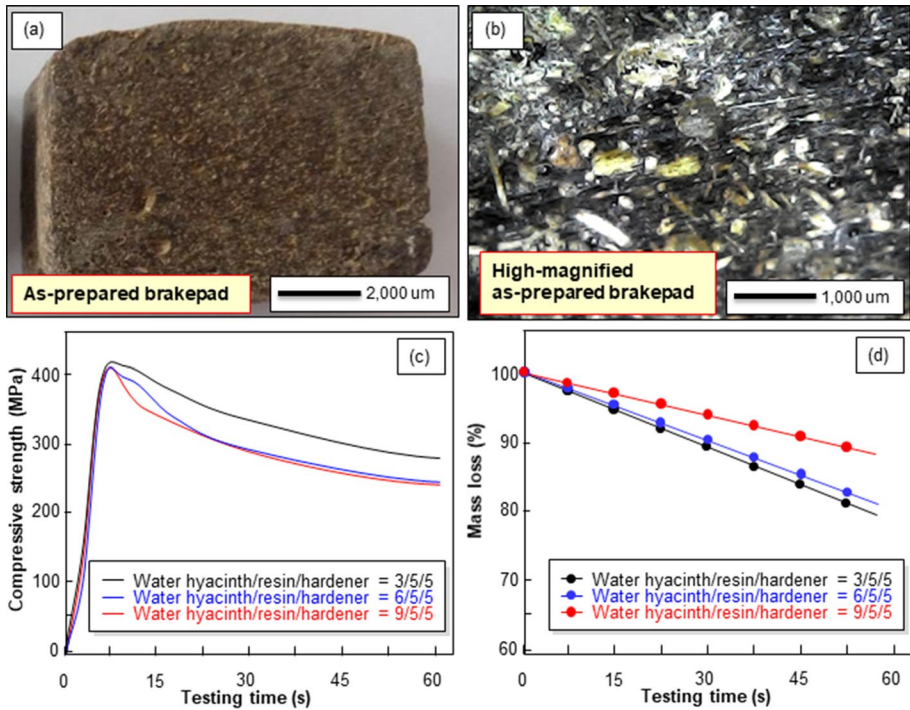 (a)
As-prepared brakepad
2,000 um
(b)
High-magnified
as-prepared brakepad
1,000 um
(c)
Compressive strength (MPa)
400
300
200
100
0
Water hyacinth/resin/hardener = 3/5/5
Water hyacinth/resin/hardener = 6/5/5
Water hyacinth/resin/hardener = 9/5/5
0 15 30 45 60
Testing time (s)
(d)
Mass loss (%)
100
90
80
70
60
Water hyacinth/resin/hardener = 3/5/5
Water hyacinth/resin/hardener = 6/5/5
Water hyacinth/resin/hardener = 9/5/5
0 15 30 45 60
Testing time (s)